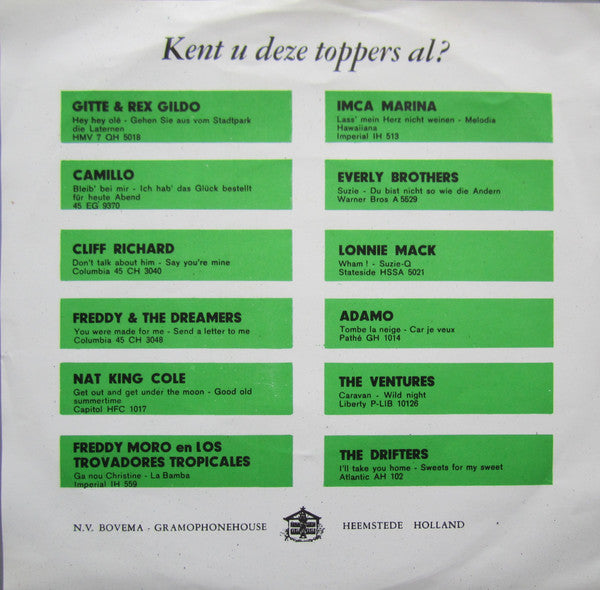 Kent u deze toppers al?
GITTE & REX GILDO
Hey hey olé - Gehen Sie aus vom Stadtpark
die Laternen
HMV 7 QH 5018
CAMILLO
Bleib' bei mir - Ich hab' das Glück bestellt
für heute Abend
45 EG 9370
CLIFF RICHARD
Don't talk about him - Say you're mine
Columbia 45 CH 3040
FREDDY & THE DREAMERS
You were made for me - Send a letter to me
Columbia 45 CH 3048
NAT KING COLE
Get out and get under the moon - Good old
summertime
Capitol HFC 1017
FREDDY MORO en LOS
TROVADORES TROPICALES
Ga nou Christine - La Bamba
Imperial IH 559
IMCA MARINA
Lass' mein Herz nicht weinen - Melodia
Hawaiiana
Imperial IH 513
EVERLY BROTHERS
Suzie - Du bist nicht so wie die Andern
Warner Bros A 5629
LONNIE MACK
Wham ! - Suzie-Q
Stateside HSSA 5021
ADAMO
Tombe la neige - Car je veux
Pathé GH 1014
THE VENTURES
Caravan - Wild night
Liberty P-LIB 10126
THE DRIFTERS
I'll take you home - Sweets for my sweet
Atlantic AH 102
N.V. BOVEMA - GRAMOPHONEHOUSE HEEMSTEDE HOLLAND